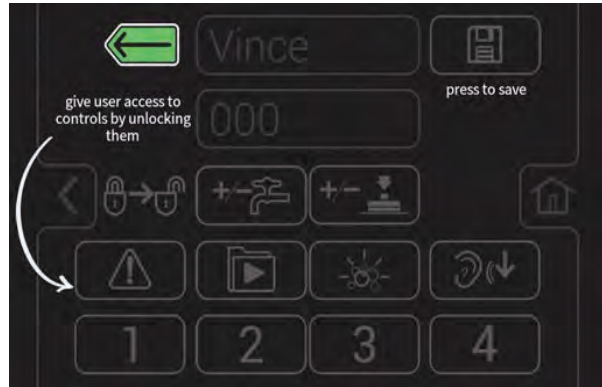 Vince
press to save
give user access to
controls by unlocking
them
000
+/-
+/-
1 2 3 4